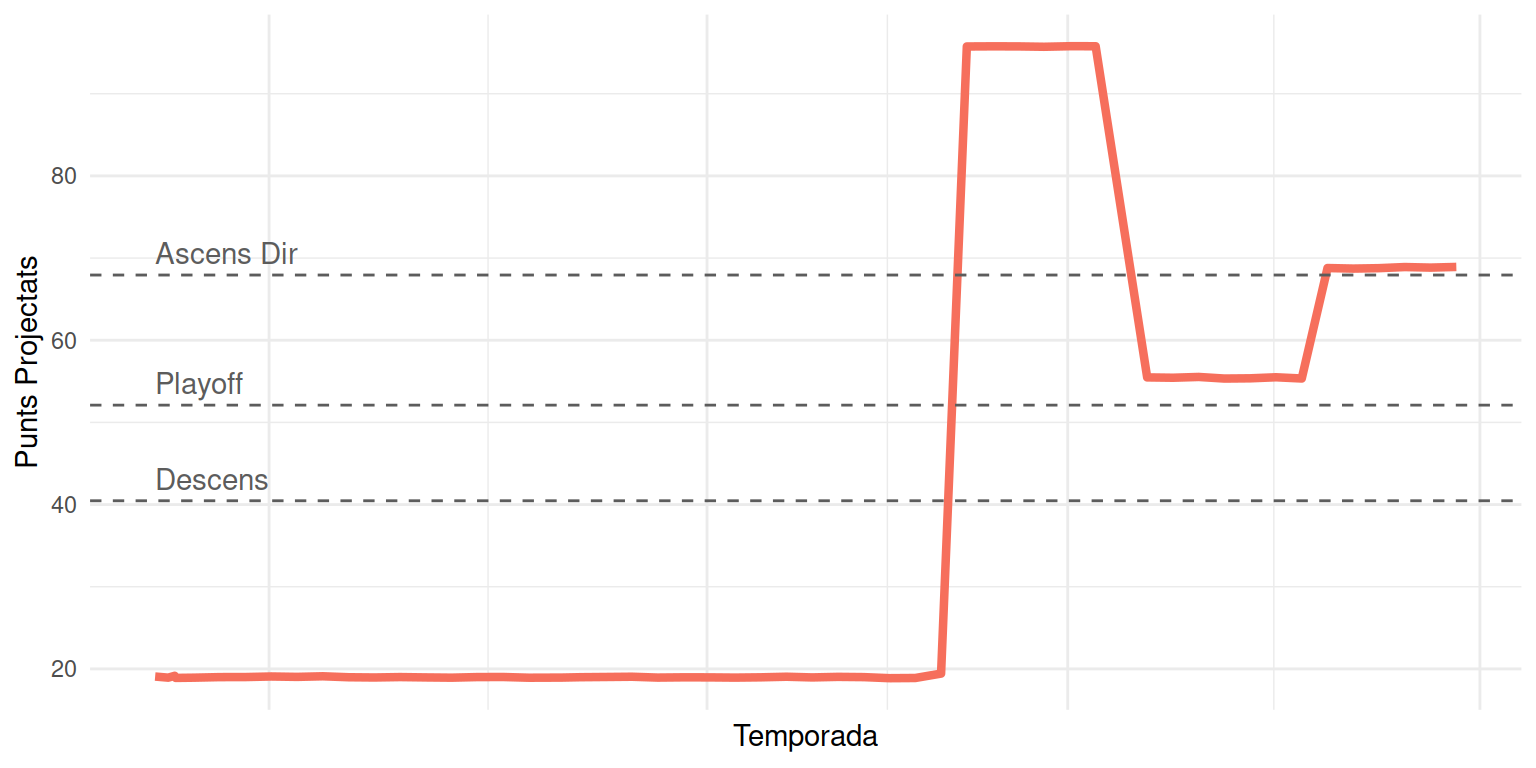 80
Ascens Dir
60
Playoff
Descens
40
20
Punts Projectats
Temporada